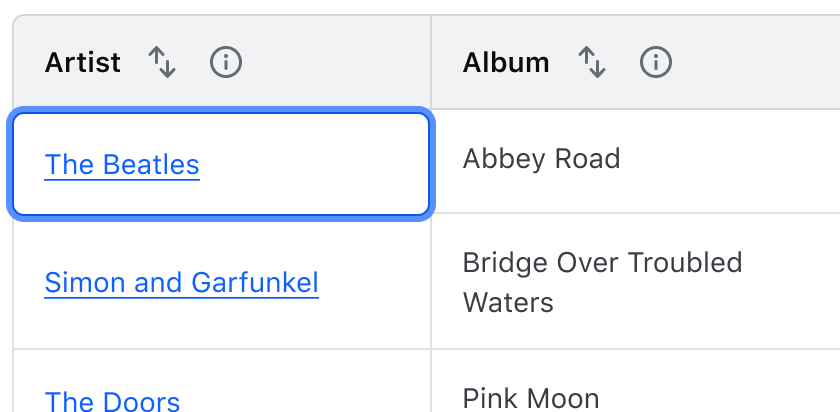 Artist Album
The Beatles Abbey Road
Simon and Garfunkel Bridge Over Troubled
Waters
The Doors Pink Moon